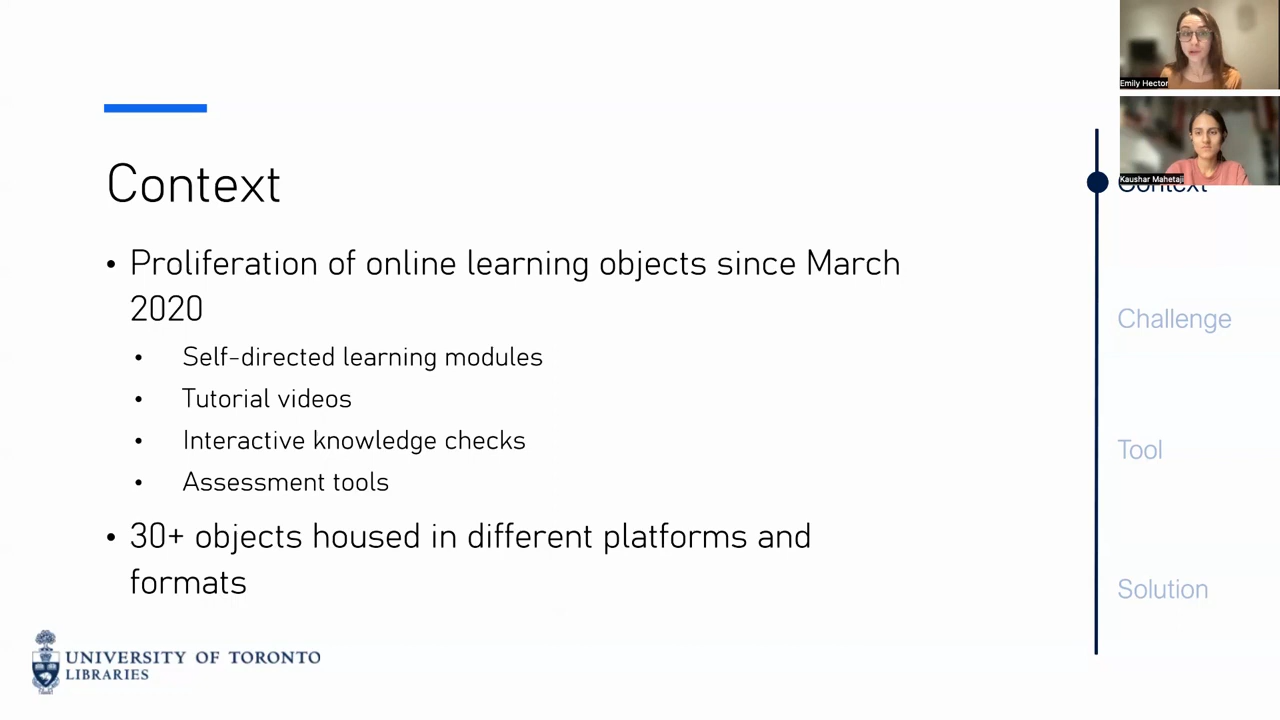 Emily Hector
Kaushar Mahetaji
Context
• Proliferation of online learning objects since March
2020
• Self-directed learning modules
• Tutorial videos
• Interactive knowledge checks
• Assessment tools
• 30+ objects housed in different platforms and
formats
Context
Challenge
Tool
Solution
UNIVERSITY OF TORONTO
LIBRARIES